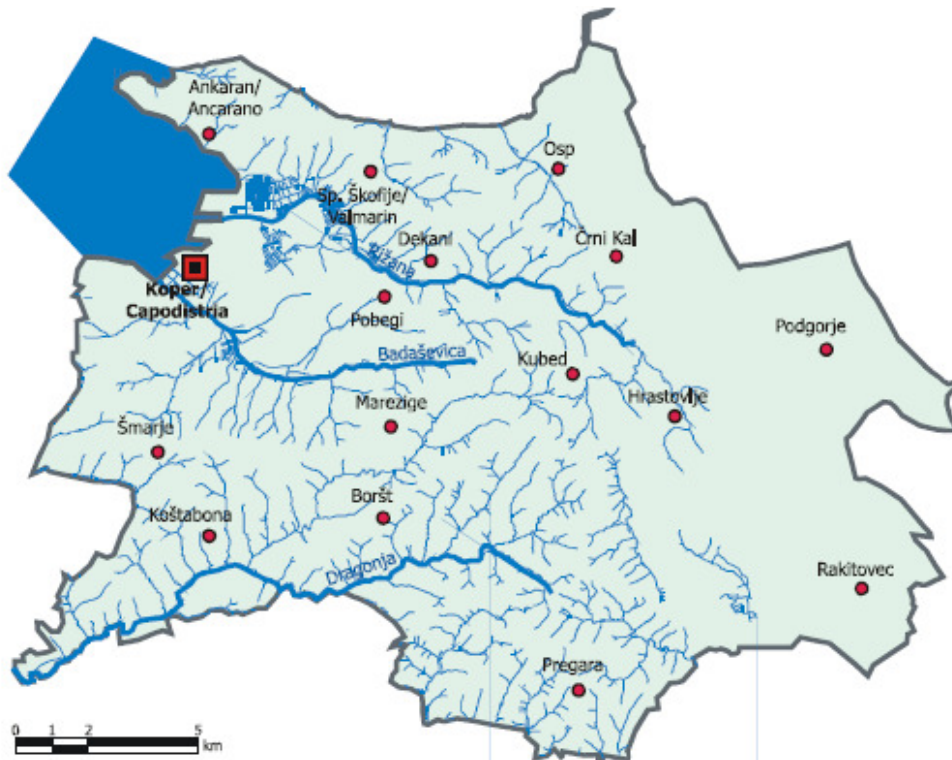 Ankaran/
Ancarano
Osp
Sp. Škofije/
Valmarin
Dekani
Črni Kal
Rižana
Koper/
Capodistria
Pobegi
Podgorje
Badaševica
Kubed
Hrastovlje
Marezige
Šmarje
Boršt
Koštabona
Dragonja
Rakitovec
Pregara
0 1 2 5
km